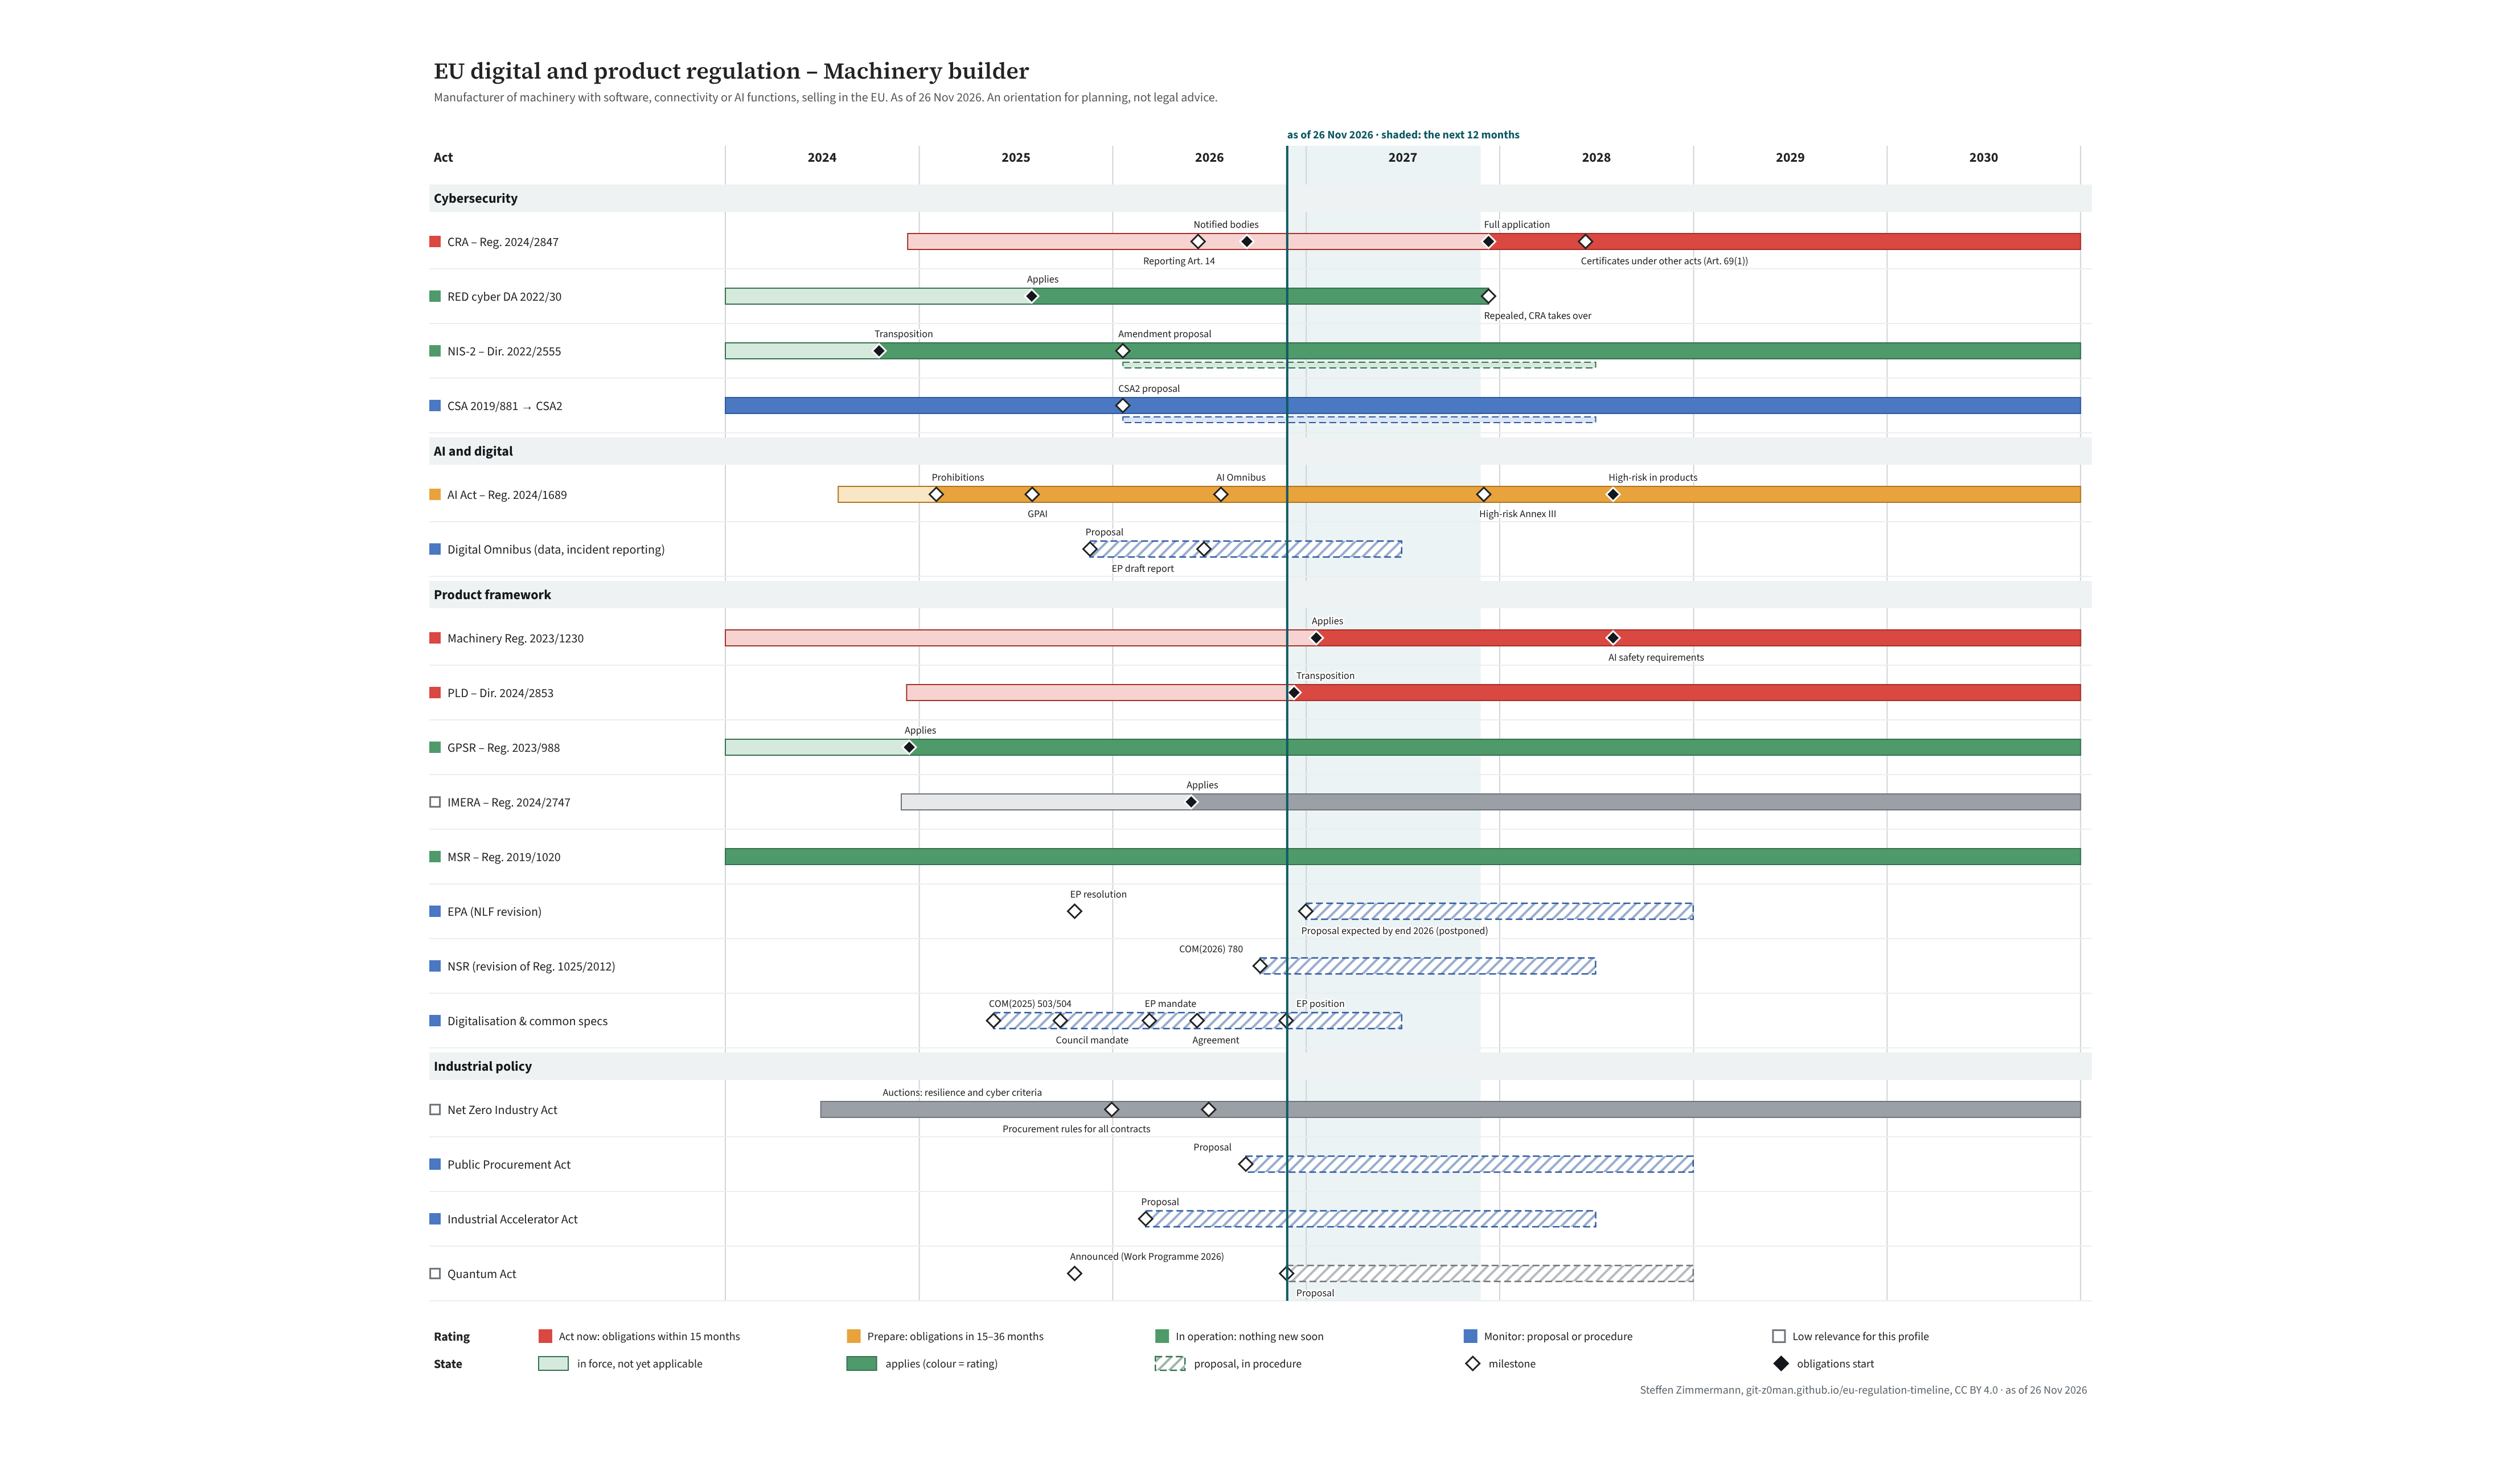 EU digital and product regulation – Machinery builder
Manufacturer of machinery with software, connectivity or AI functions, selling in the EU. As of 26 Nov 2026. An orientation for planning, not legal advice.
as of 26 Nov 2026 · shaded: the next 12 months
Act 2024 2025 2026 2027 2028 2029 2030
Cybersecurity
Notified bodies Full application
CRA – Reg. 2024/2847
Reporting Art. 14 Certificates under other acts (Art. 69(1))
Applies
RED cyber DA 2022/30
Repealed, CRA takes over
Transposition Amendment proposal
NIS-2 – Dir. 2022/2555
CSA2 proposal
CSA 2019/881 → CSA2
AI and digital
Prohibitions AI Omnibus High-risk in products
AI Act – Reg. 2024/1689
GPAI High-risk Annex III
Proposal
Digital Omnibus (data, incident reporting)
EP draft report
Product framework
Applies
Machinery Reg. 2023/1230
AI safety requirements
Transposition
PLD – Dir. 2024/2853
Applies
GPSR – Reg. 2023/988
Applies
IMERA – Reg. 2024/2747
MSR – Reg. 2019/1020
EP resolution
EPA (NLF revision)
Proposal expected by end 2026 (postponed)
COM(2026) 780
NSR (revision of Reg. 1025/2012)
COM(2025) 503/504 EP mandate EP position
Digitalisation & common specs
Council mandate Agreement
Industrial policy
Auctions: resilience and cyber criteria
Net Zero Industry Act
Procurement rules for all contracts
Proposal
Public Procurement Act
Proposal
Industrial Accelerator Act
Announced (Work Programme 2026)
Quantum Act
Proposal
Rating Act now: obligations within 15 months Prepare: obligations in 15–36 months In operation: nothing new soon Monitor: proposal or procedure Low relevance for this profile
State in force, not yet applicable applies (colour = rating) proposal, in procedure milestone obligations start
Steffen Zimmermann, git-z0man.github.io/eu-regulation-timeline, CC BY 4.0 · as of 26 Nov 2026